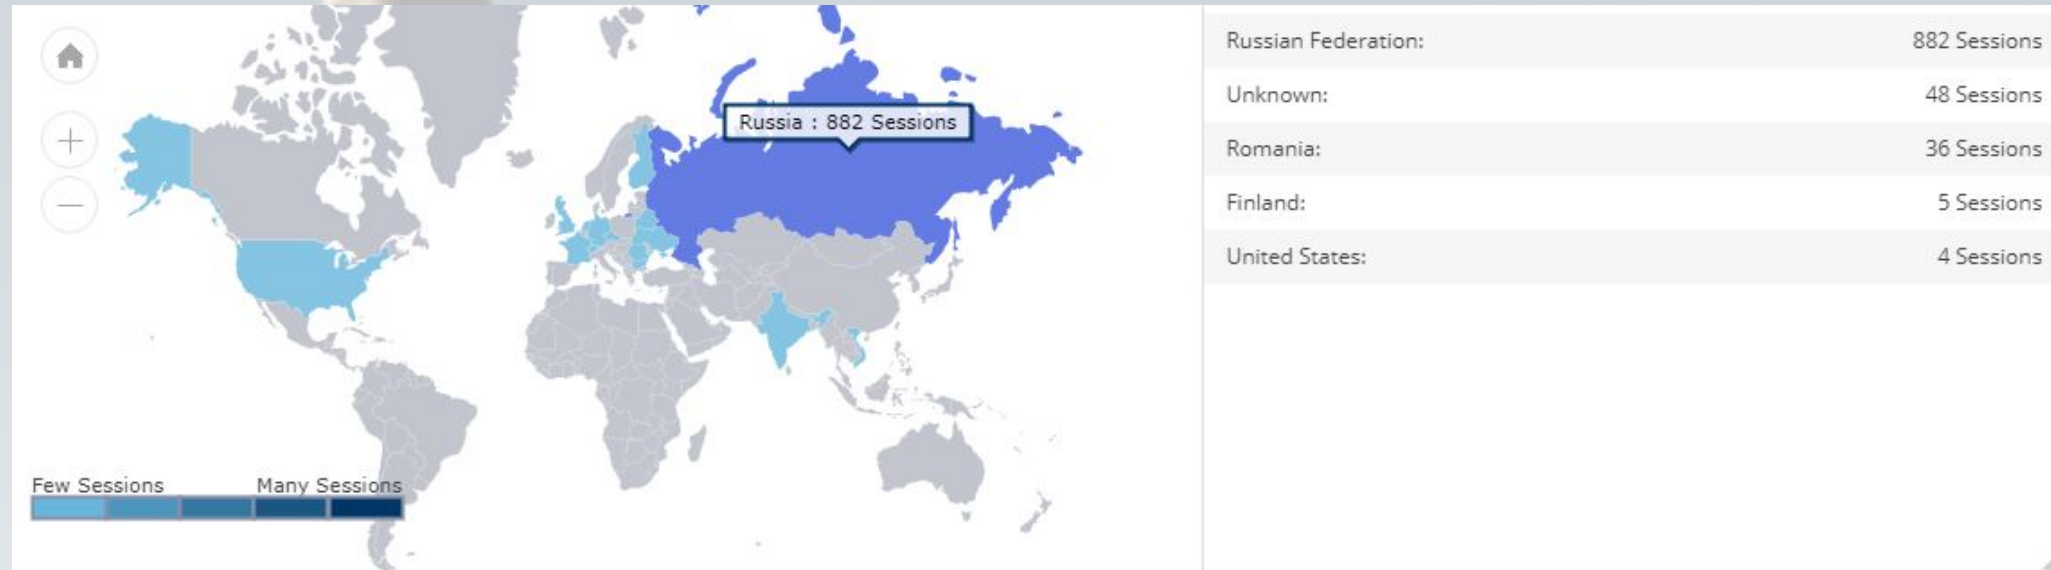 Russia : 882 Sessions
Few Sessions
Many Sessions
Russian Federation:
882 Sessions
Unknown:
48 Sessions
Romania:
36 Sessions
Finland:
5 Sessions
United States:
4 Sessions